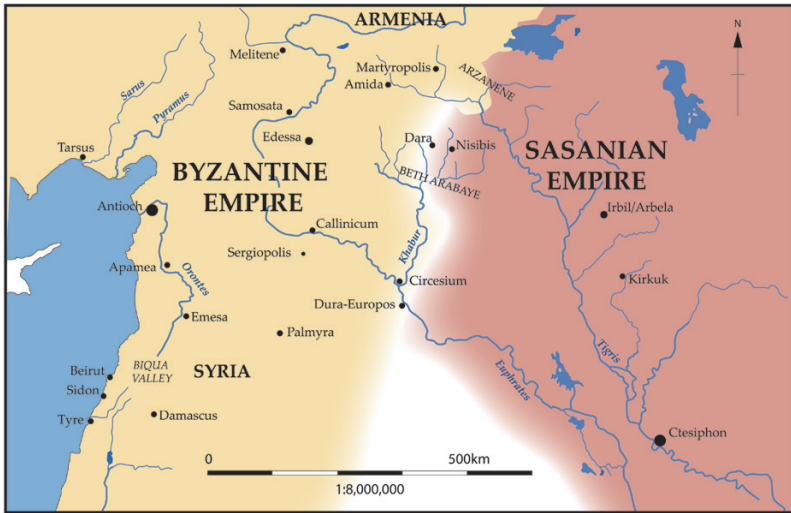 ARMENIA
N
Melitene
Martyropolis
Amida
ARZANENE
Sarus
Pyramus
Samosata
Edessa
Dara
Nisibis
Tarsus
BYZANTINE
EMPIRE
SASANIAN
EMPIRE
BETH ARABAYE
Antioch
Irbil/Arbela
Callinicum
Khabur
Sergiopolis
Apamea
Orontes
Circesium
Kirkuk
Dura-Europos
Emesa
Palmyra
Tigris
BIQUA
VALLEY
SYRIA
Euphrates
Beirut
Sidon
Tyre
Damascus
Ctesiphon
0
500km
1:8,000,000